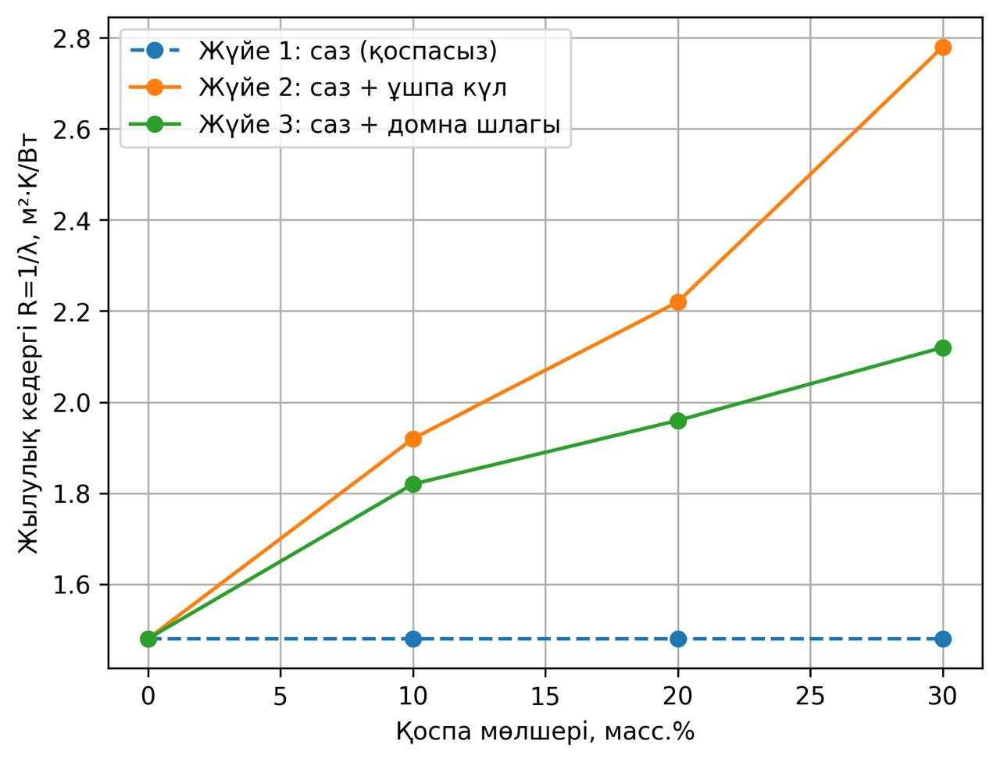 Жүйе 1: саз (қоспасыз)
Жүйе 2: саз + ұшпа күл
Жүйе 3: саз + домна шлагы
Жылулық кедергі R=1/λ, м²·К/Вт
2.8
2.6
2.4
2.2
2.0
1.8
1.6
0 5 10 15 20 25 30
Қоспа мөлшері, масс.%